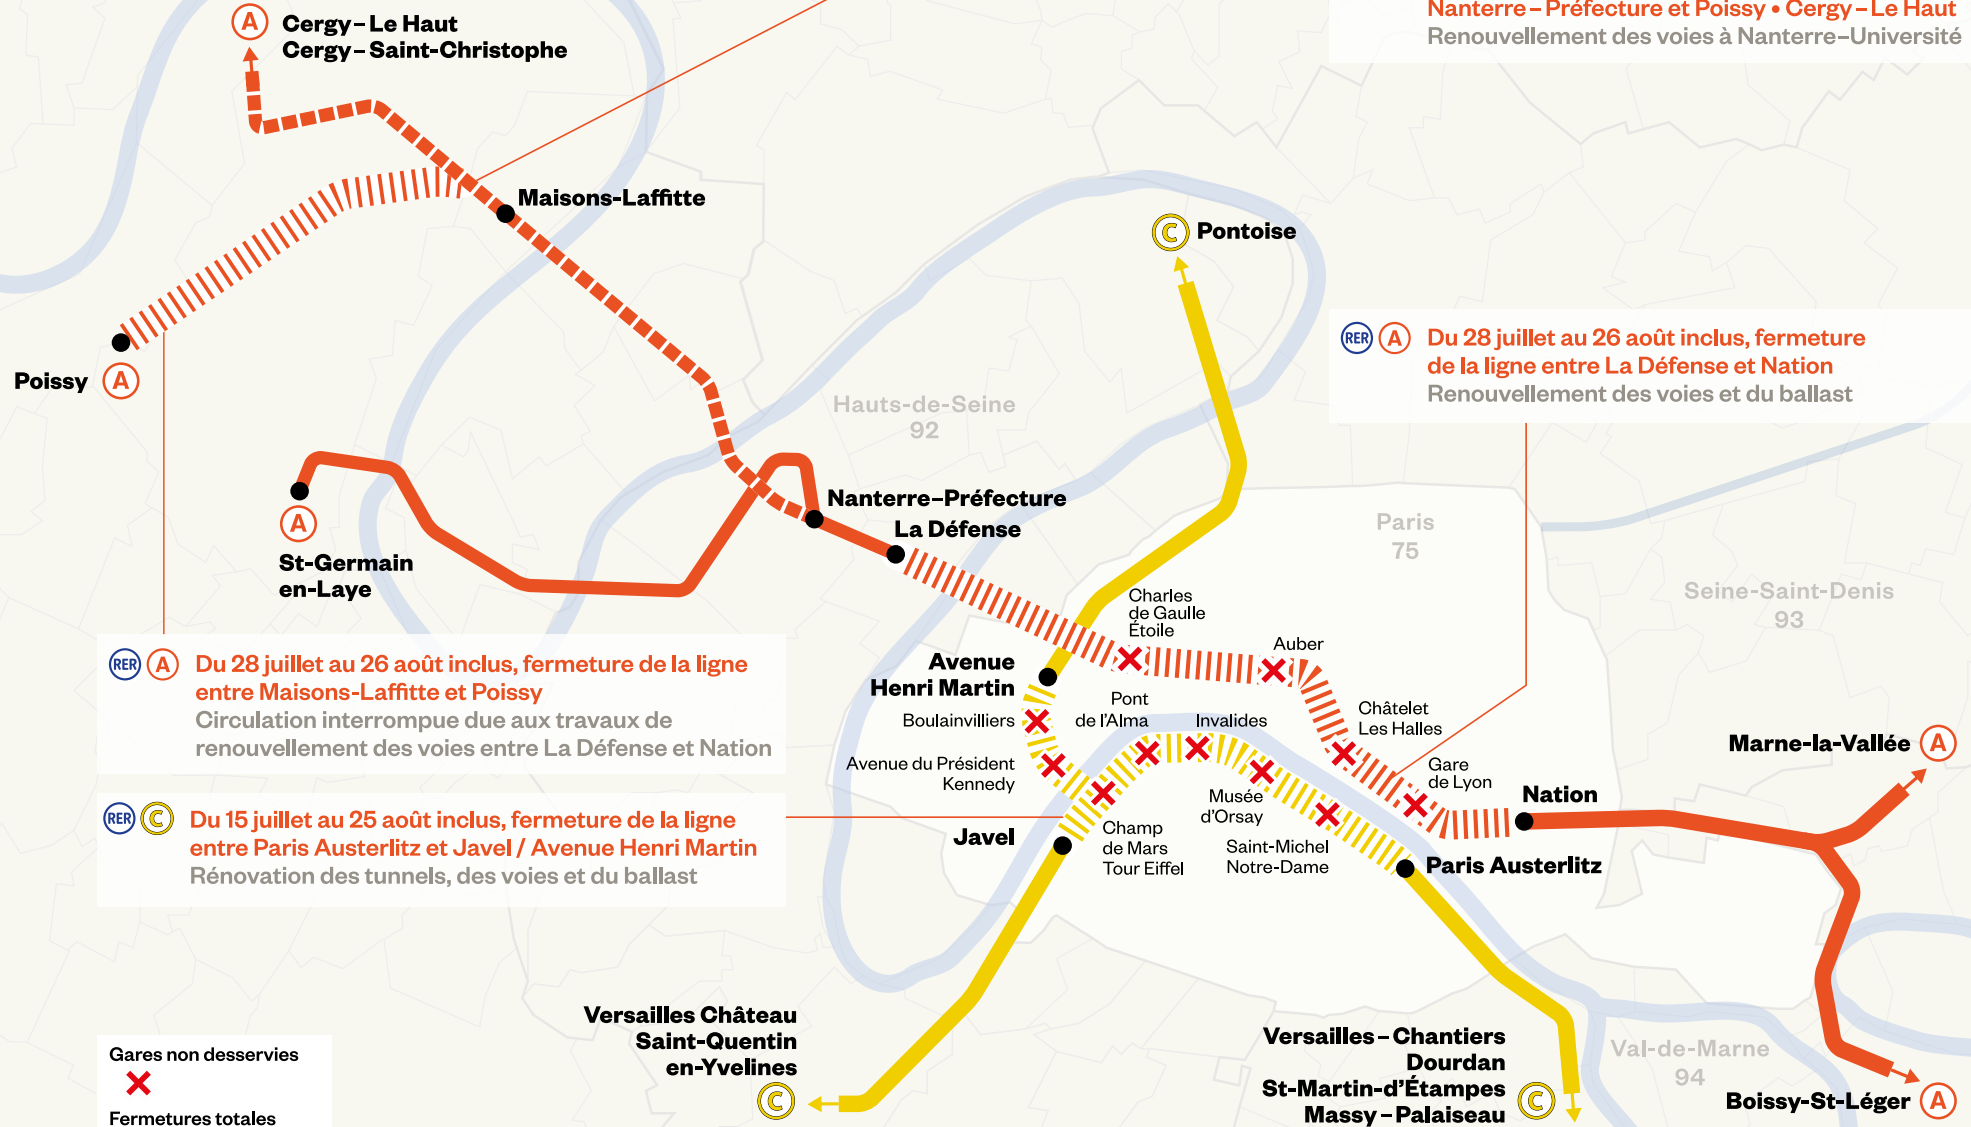 Nanterre – Préfecture et Poissy • Cergy – Le Haut
Renouvellement des voies à Nanterre–Université
A
Cergy – Le Haut
Cergy – Saint-Christophe
Maisons-Laffitte
C
Pontoise
Poissy
A
RER A
Du 28 juillet au 26 août inclus, fermeture
de la ligne entre La Défense et Nation
Renouvellement des voies et du ballast
Hauts-de-Seine
92
Nanterre–Préfecture
La Défense
Paris
75
A
St-Germain
en-Laye
Seine-Saint-Denis
93
Charles
de Gaulle
Étoile
Auber
RER A
Du 28 juillet au 26 août inclus, fermeture de la ligne
entre Maisons-Laffitte et Poissy
Circulation interrompue due aux travaux de
renouvellement des voies entre La Défense et Nation
Avenue
Henri Martin
Boulainvilliers
Pont
de l'Alma
Invalides
Châtelet
Les Halles
Avenue du Président
Kennedy
Gare
de Lyon
Marne-la-Vallée
A
RER C
Du 15 juillet au 25 août inclus, fermeture de la ligne
entre Paris Austerlitz et Javel / Avenue Henri Martin
Rénovation des tunnels, des voies et du ballast
Javel
Champ
de Mars
Tour Eiffel
Musée
d'Orsay
Saint-Michel
Notre-Dame
Nation
Paris Austerlitz
Versailles Château
Saint-Quentin
en-Yvelines
C
Versailles – Chantiers
Dourdan
St-Martin-d'Étampes
Massy – Palaiseau
C
Val-de-Marne
94
Boissy-St-Léger
A
Gares non desservies
Fermetures totales